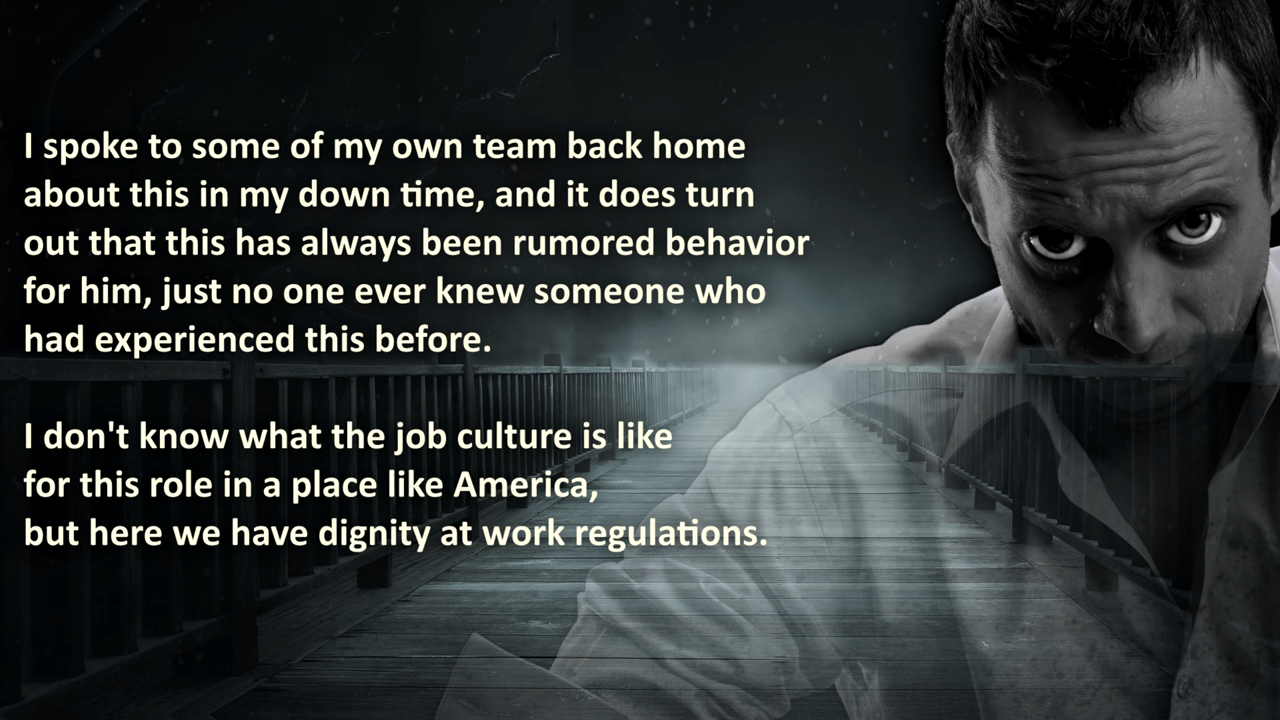 I spoke to some of my own team back home
about this in my down time, and it does turn
out that this has always been rumored behavior
for him, just no one ever knew someone who
had experienced this before.
I don't know what the job culture is like
for this role in a place like America,
but here we have dignity at work regulations.